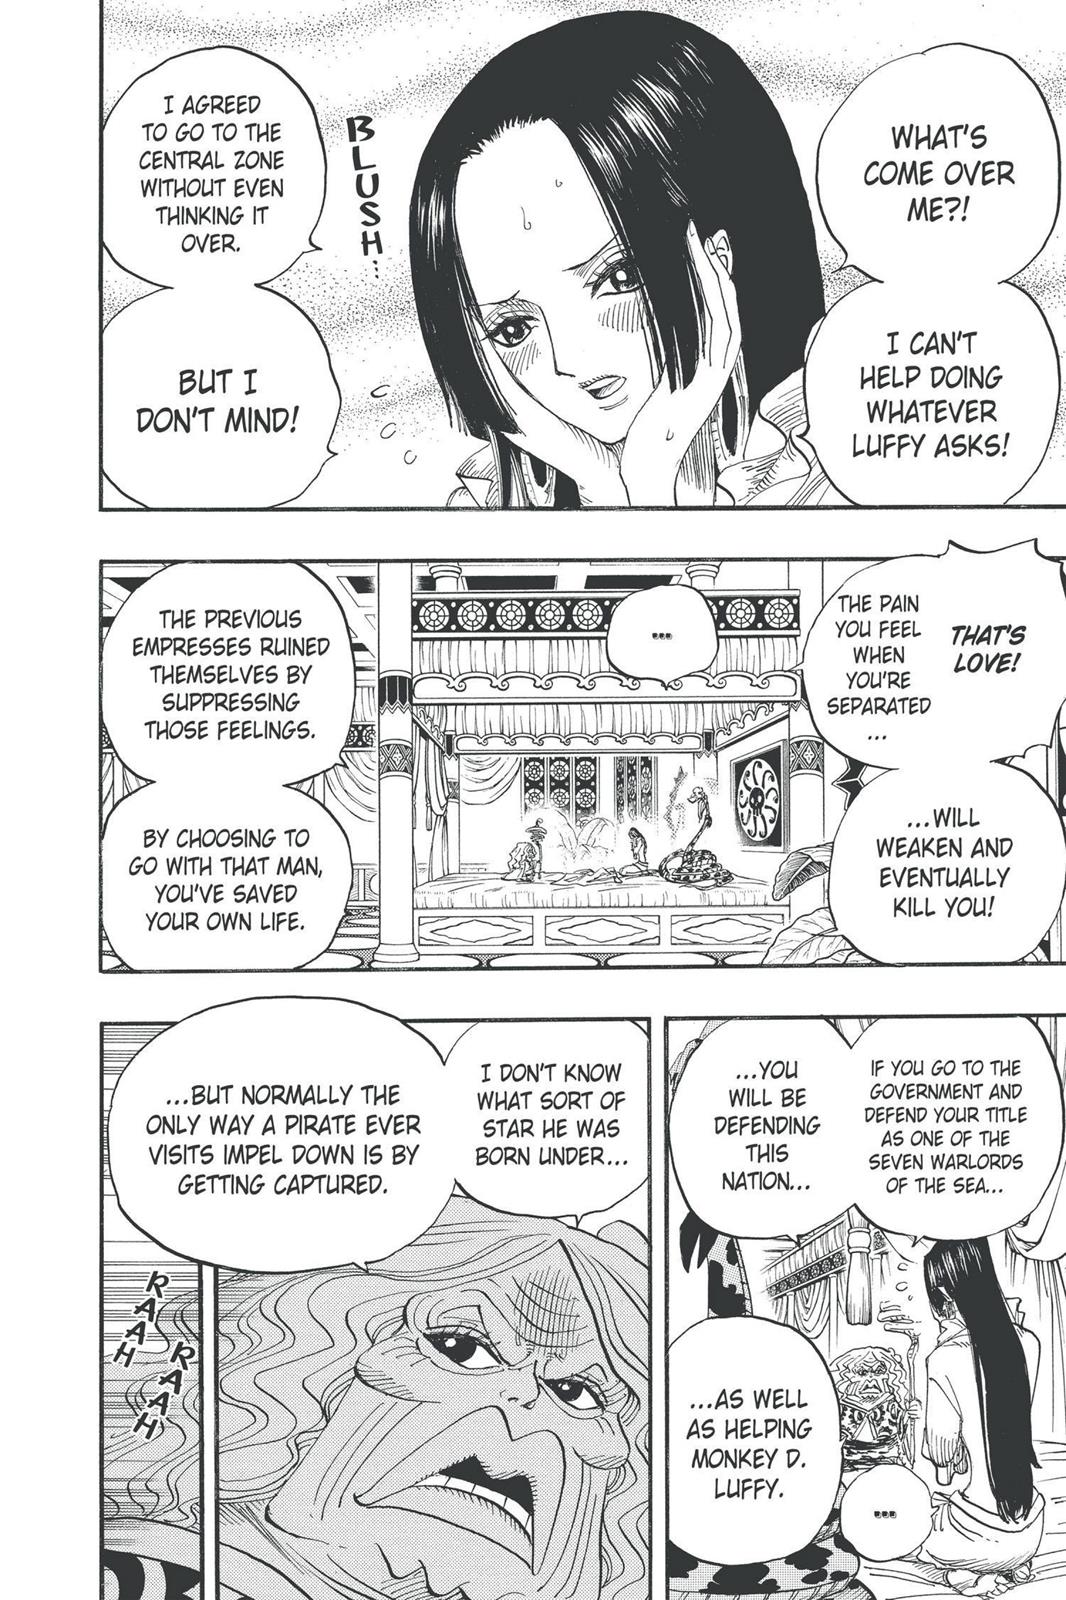 WHAT'S
COME OVER
ME?!
I CAN'T
HELP DOING
WHATEVER
LUFFY ASKS!
BLUSH...
I AGREED
TO GO TO THE
CENTRAL ZONE
WITHOUT EVEN
THINKING IT
OVER.
BUT I
DON'T MIND!
THAT'S
LOVE!
THE PAIN
YOU FEEL
WHEN
YOU'RE
SEPARATED
...
...WILL
WEAKEN AND
EVENTUALLY
KILL YOU!
...
THE PREVIOUS
EMPRESSES RUINED
THEMSELVES BY
SUPPRESSING
THOSE FEELINGS.
BY CHOOSING TO
GO WITH THAT MAN,
YOU'VE SAVED
YOUR OWN LIFE.
IF YOU GO TO THE
GOVERNMENT AND
DEFEND YOUR TITLE
AS ONE OF THE
SEVEN WARLORDS
OF THE SEA...
...YOU
WILL BE
DEFENDING
THIS
NATION...
...AS WELL
AS HELPING
MONKEY D.
LUFFY.
...
I DON'T KNOW
WHAT SORT OF
STAR HE WAS
BORN UNDER...
...BUT NORMALLY THE
ONLY WAY A PIRATE EVER
VISITS IMPEL DOWN IS BY
GETTING CAPTURED.
RAAH
RAAH